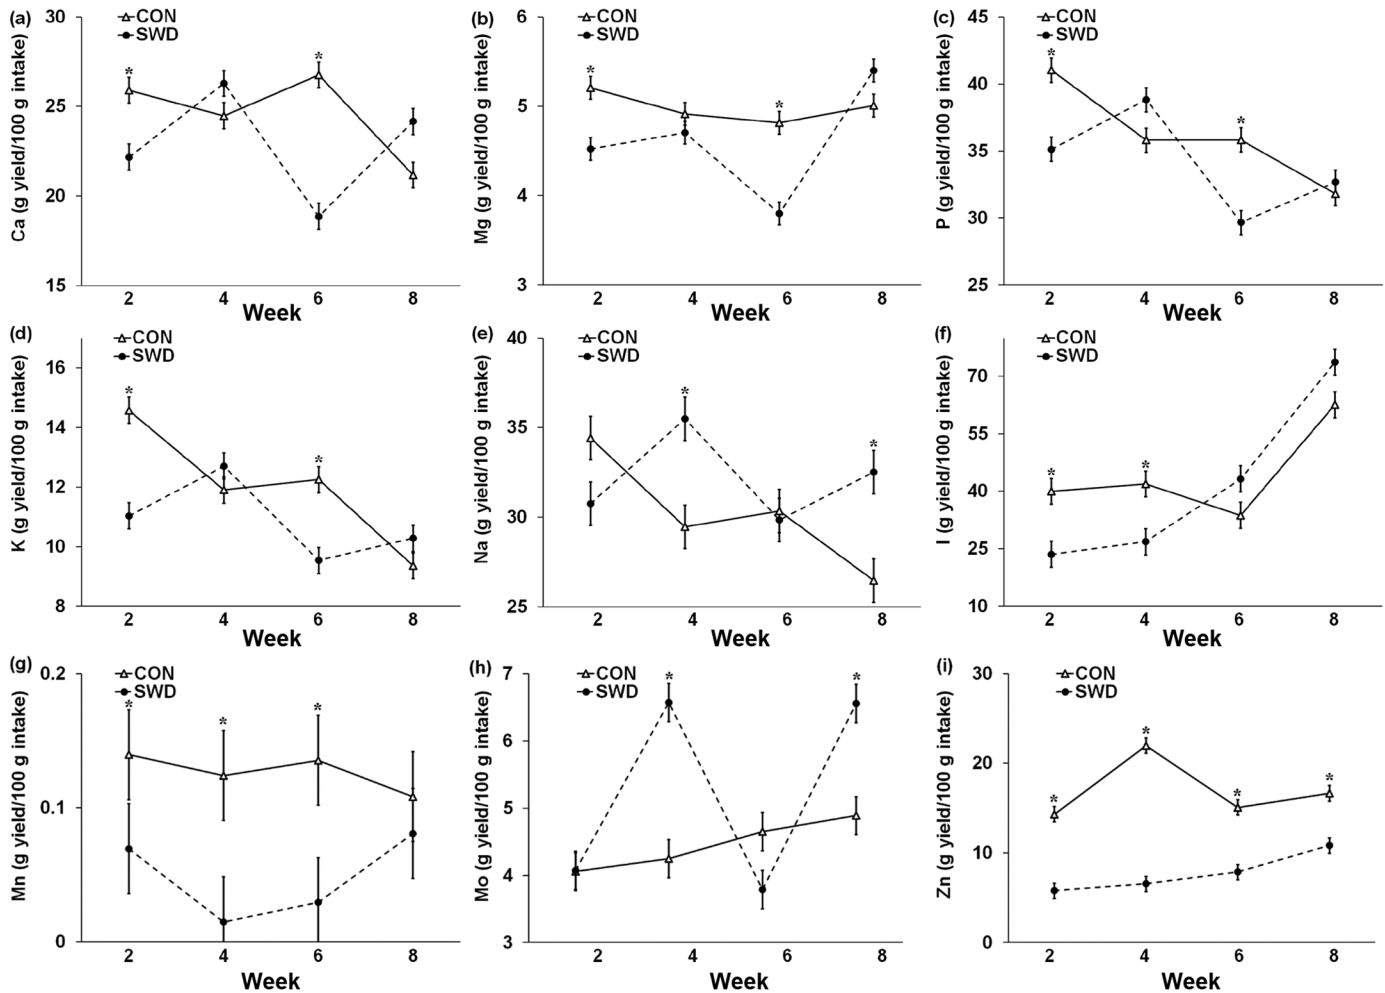 (a)
CON
SWD
Ca (g yield/100 g intake)
30
25
20
15
*
*
2 4 6 8
Week
(b)
CON
SWD
Mg (g yield/100 g intake)
6
5
4
3
*
*
2 4 6 8
Week
(c)
CON
SWD
P (g yield/100 g intake)
45
40
35
30
25
*
*
2 4 6 8
Week
(d)
CON
SWD
K (g yield/100 g intake)
16
14
12
10
8
*
*
2 4 6 8
Week
(e)
CON
SWD
Na (g yield/100 g intake)
40
35
30
25
*
*
2 4 6 8
Week
(f)
CON
SWD
I (g yield/100 g intake)
70
55
40
25
10
*
*
2 4 6 8
Week
(g)
CON
SWD
Mn (g yield/100 g intake)
0.2
0.1
0
*
*
*
2 4 6 8
Week
(h)
CON
SWD
Mo (g yield/100 g intake)
7
6
5
4
3
*
*
2 4 6 8
Week
(i)
CON
SWD
Zn (g yield/100 g intake)
30
20
10
0
*
*
*
*
2 4 6 8
Week